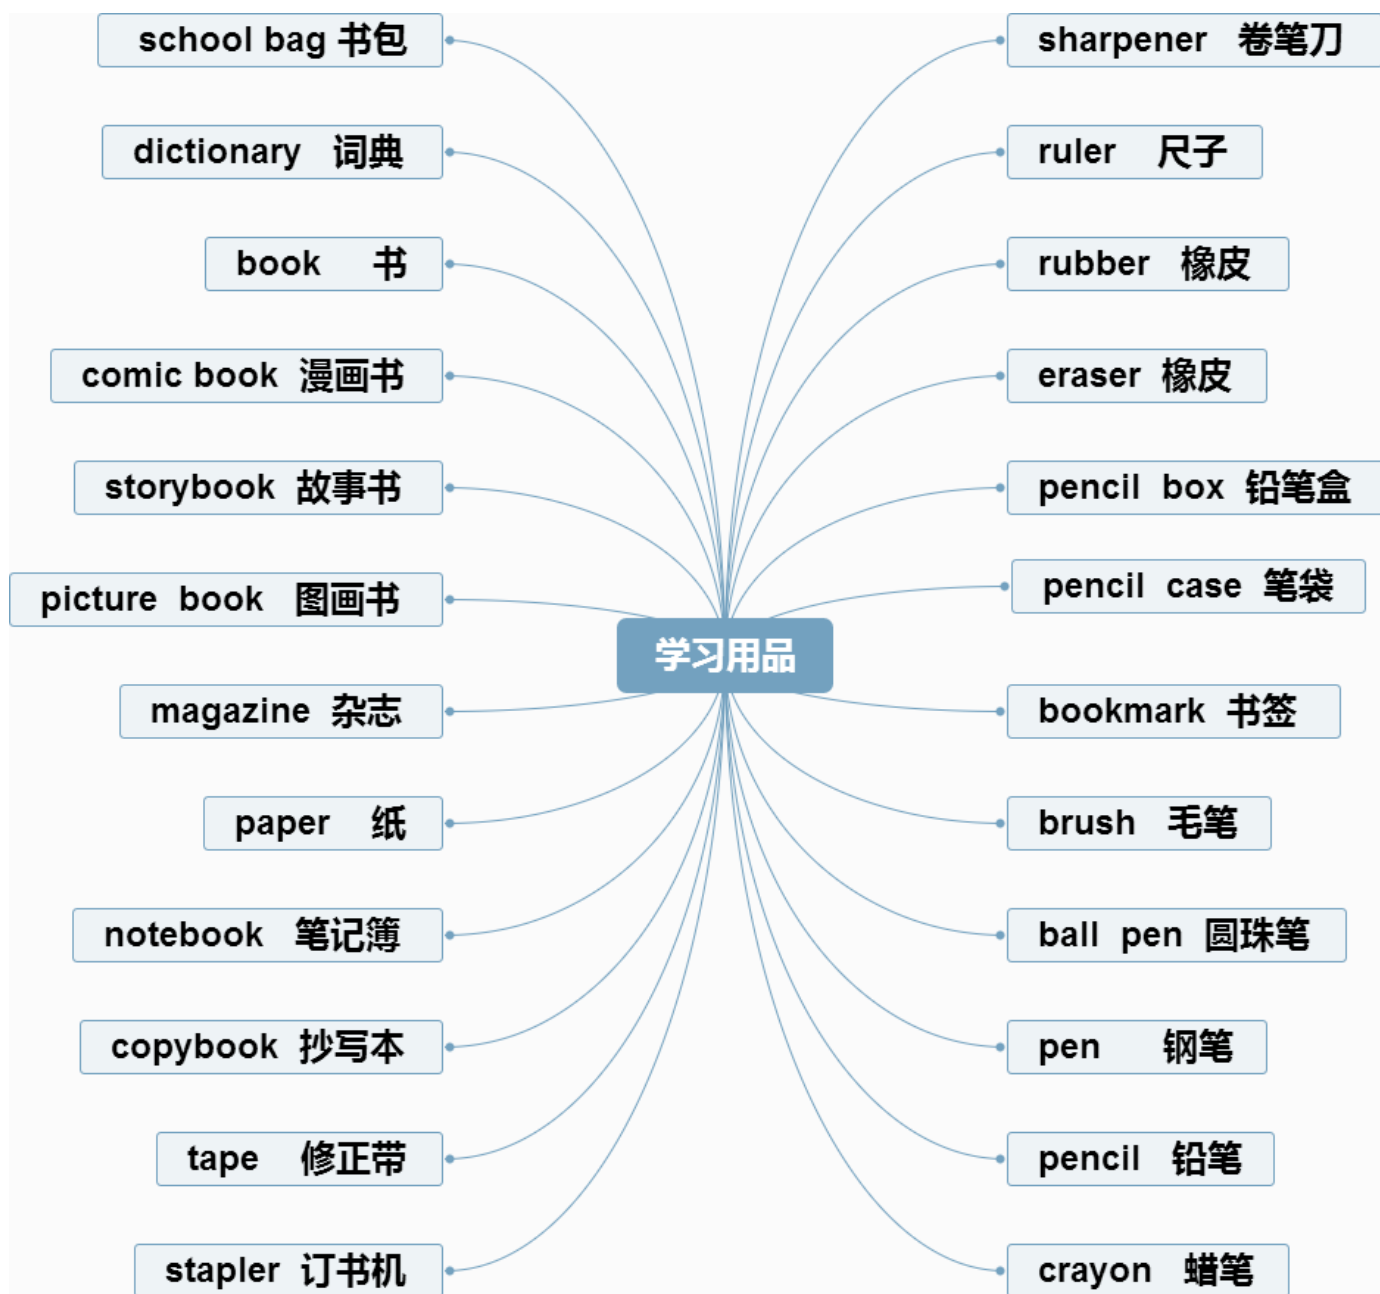 school bag 书包
dictionary 词典
book 书
comic book 漫画书
storybook 故事书
picture book 图画书
magazine 杂志
paper 纸
notebook 笔记簿
copybook 抄写本
tape 修正带
stapler 订书机
学习用品
sharpener 卷笔刀
ruler 尺子
rubber 橡皮
eraser 橡皮
pencil box 铅笔盒
pencil case 笔袋
bookmark 书签
brush 毛笔
ball pen 圆珠笔
pen 钢笔
pencil 铅笔
crayon 蜡笔